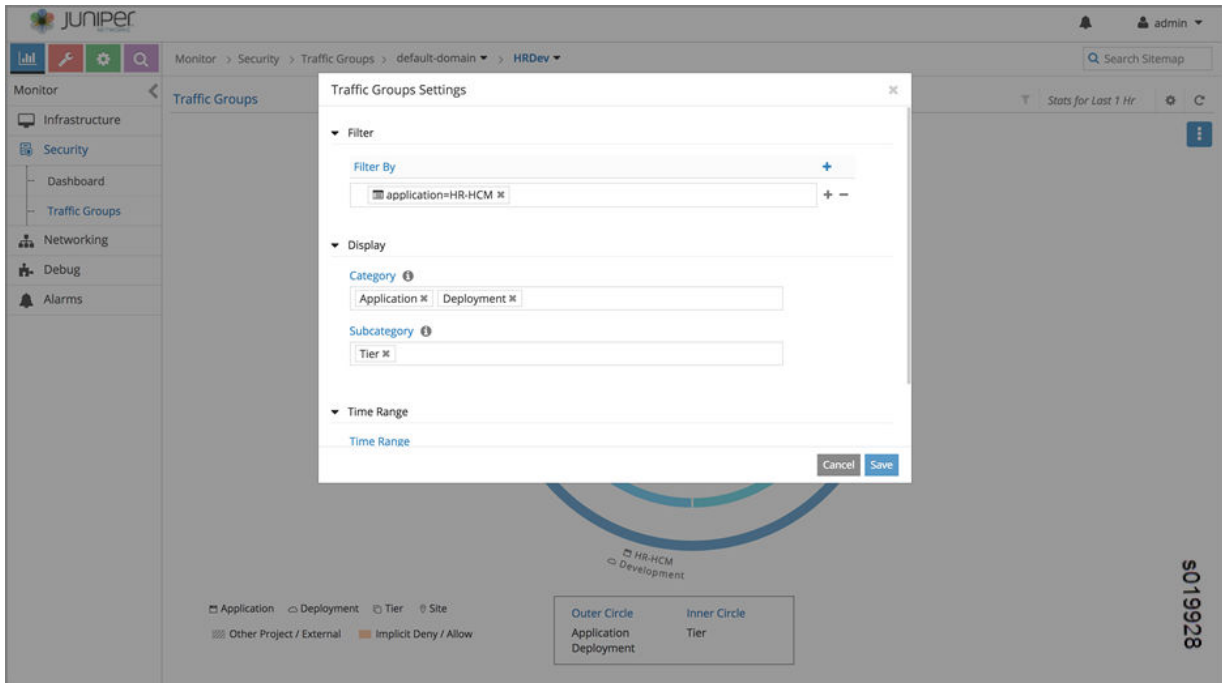 JUNIPER
NETWORKS
admin
Monitor > Security > Traffic Groups > default-domain > HRDev
Search Sitemap
Monitor
Traffic Groups
Stats for Last 1 Hr
Infrastructure
Security
Dashboard
Traffic Groups
Networking
Debug
Alarms
Traffic Groups Settings
Filter
Filter By
application=HR-HCM
Display
Category
Application Deployment
Subcategory
Tier
Time Range
Time Range
Cancel Save
HR-HCM
Development
Application Deployment Tier Site
Other Project / External Implicit Deny / Allow
Outer Circle Inner Circle
Application Tier
Deployment
s019928